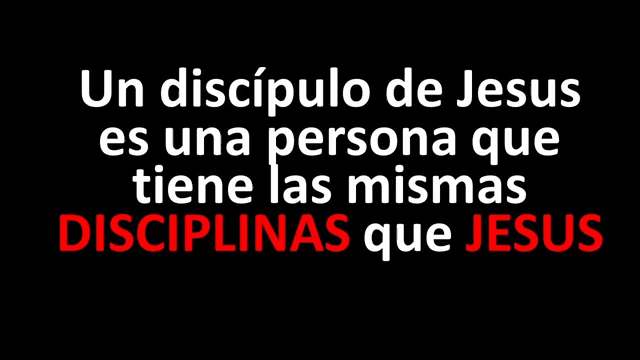 Un discípulo de Jesus
es una persona que
tiene las mismas
DISCIPLINAS que JESUS